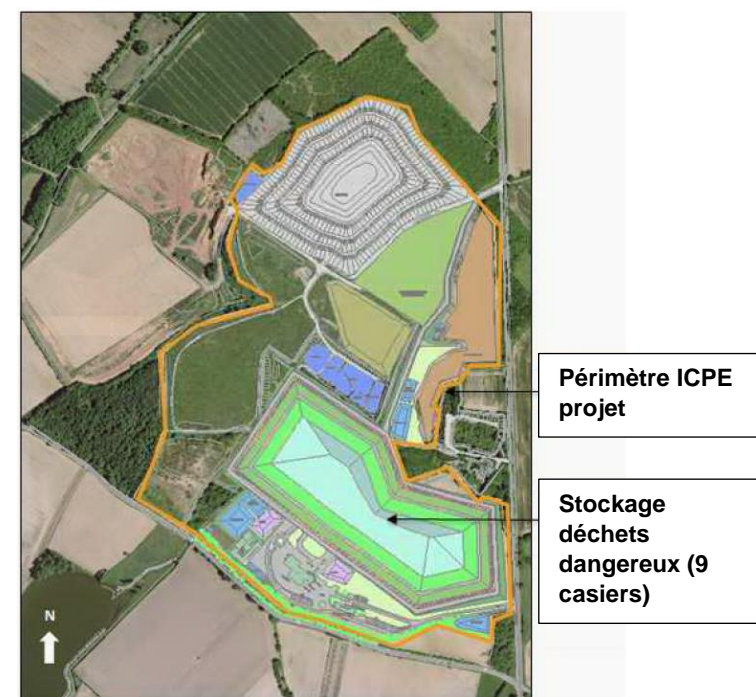 Périmètre ICPE
projet
Stockage
déchets
dangereux (9
casiers)
N